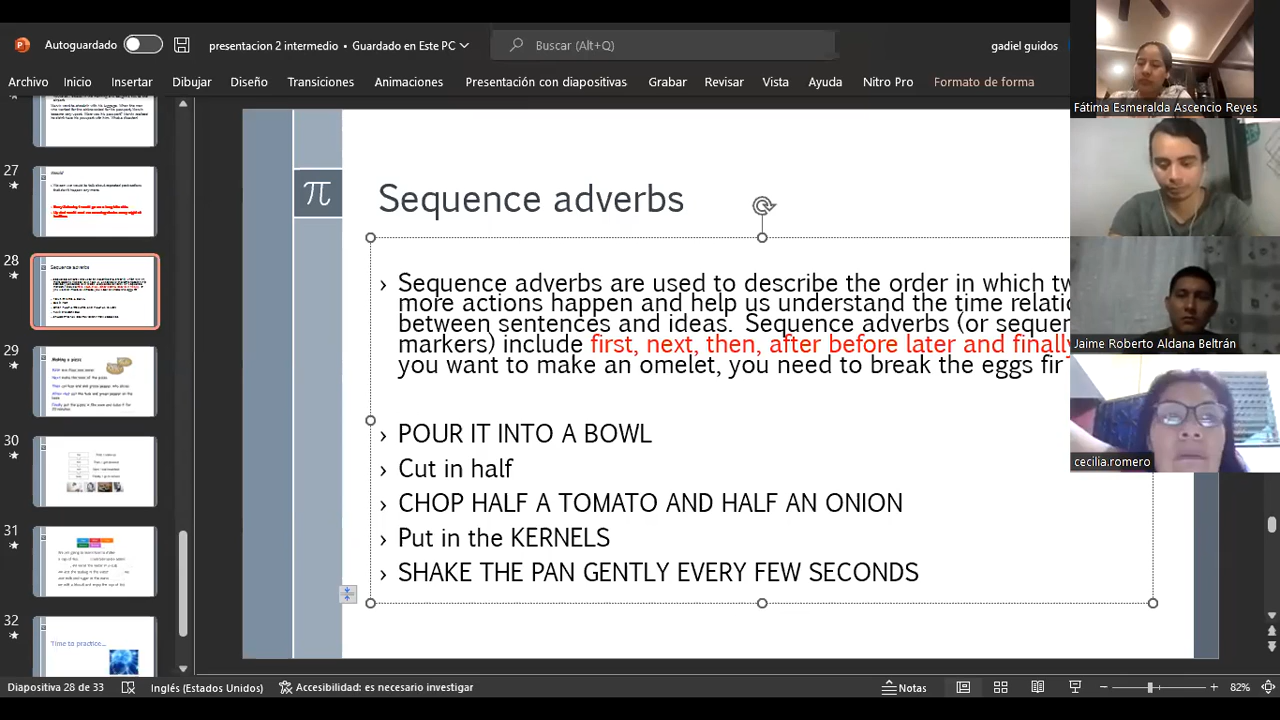 Autoguardado presentacion 2 intermedio • Guardado en Este PC Buscar (Alt+Q) gadiel guidos
Archivo Inicio Insertar Dibujar Diseño Transiciones Animaciones Presentación con diapositivas Grabar Revisar Vista Ayuda Nitro Pro Formato de forma
Fátima Esmeralda Ascencio Reyes
Jaime Roberto Aldana Beltrán
cecilia.romero
27
28
Sequence adverbs
29
Making a pizza
30
31
32
Time to practice...
π
Sequence adverbs
› Sequence adverbs are used to describe the order in which
more actions happen and help us understand the time
between sentences and ideas. Sequence adverbs (or
markers) include first, next, then, after before later and finally
you want to make an omelet, you need to break the eggs fir
› POUR IT INTO A BOWL
› Cut in half
› CHOP HALF A TOMATO AND HALF AN ONION
› Put in the KERNELS
› SHAKE THE PAN GENTLY EVERY FEW SECONDS
Diapositiva 28 de 33 Inglés (Estados Unidos) Accesibilidad: es necesario investigar Notas 82%